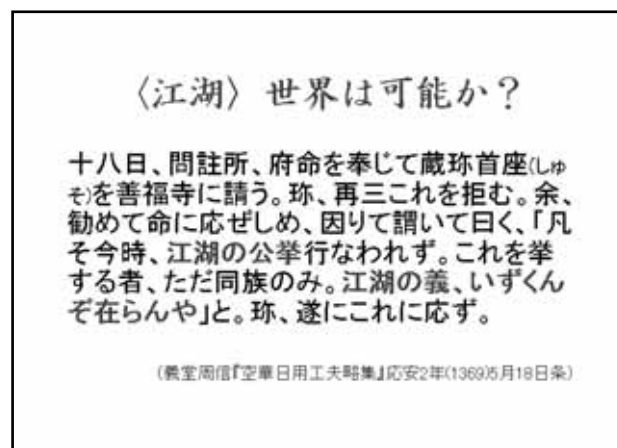 〈江湖〉世界は可能か？
十八日、問註所、府命を奉じて蔵珎首座(しゅ
そ)を善福寺に請う。珎、再三これを拒む。余、
勧めて命に応ぜしめ、因りて謂いて曰く、「凡
そ今時、江湖の公挙行なわれず。これを挙
する者、ただ同族のみ。江湖の義、いずくん
ぞ在らんや」と。珎、遂にこれに応ず。
(義堂周信『空華日用工夫略集』応安2年(1369)5月18日条)